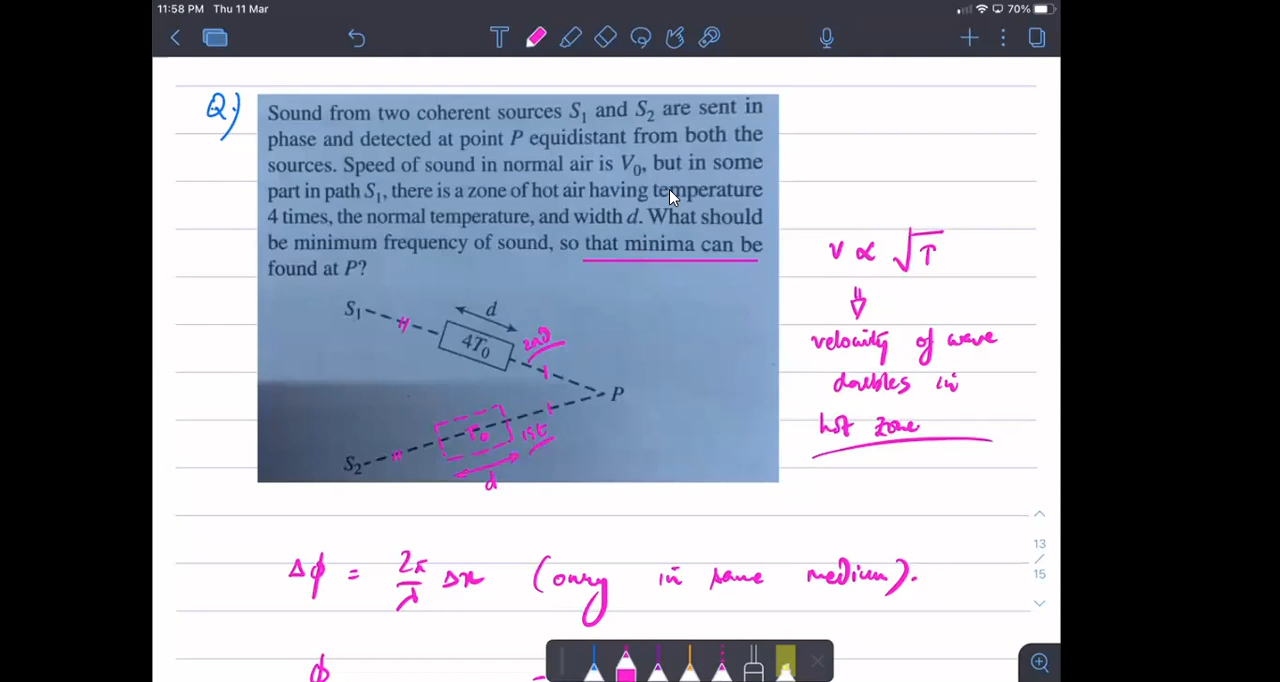 11:58 PM Thu 11 Mar
70%
T
Q)
Sound from two coherent sources S₁ and S₂ are sent in
phase and detected at point P equidistant from both the
sources. Speed of sound in normal air is V₀, but in some
part in path S₁, there is a zone of hot air having temperature
4 times, the normal temperature, and width d. What should
be minimum frequency of sound, so that minima can be
found at P?
S₁
d
4T₀
2nd
P
T₀
1st
S₂
d
v ∝ √T
⇓
velocity of wave
doubles in
hot zone
Δϕ = 2π/λ Δx (only in same medium).
ϕ =
13
/
15